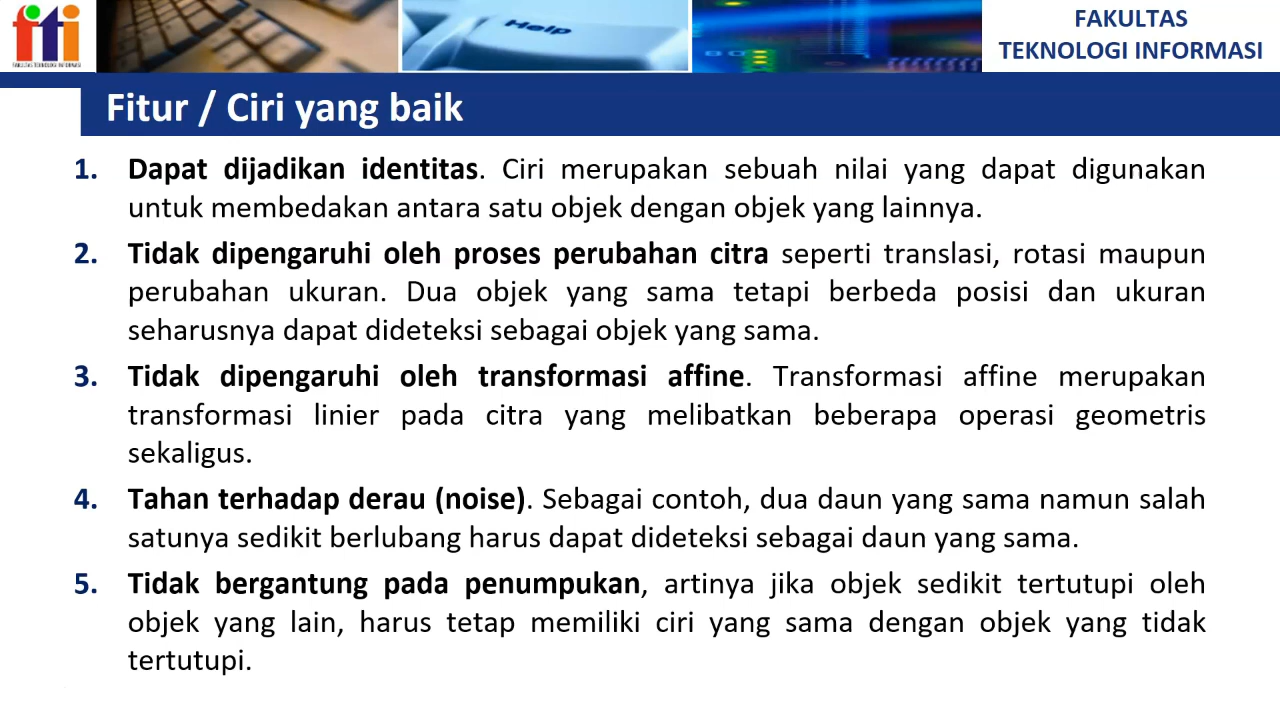 fti
FAKULTAS TEKNOLOGI INFORMASI
Help
FAKULTAS
TEKNOLOGI INFORMASI
Fitur / Ciri yang baik
1. Dapat dijadikan identitas. Ciri merupakan sebuah nilai yang dapat digunakan
untuk membedakan antara satu objek dengan objek yang lainnya.
2. Tidak dipengaruhi oleh proses perubahan citra seperti translasi, rotasi maupun
perubahan ukuran. Dua objek yang sama tetapi berbeda posisi dan ukuran
seharusnya dapat dideteksi sebagai objek yang sama.
3. Tidak dipengaruhi oleh transformasi affine. Transformasi affine merupakan
transformasi linier pada citra yang melibatkan beberapa operasi geometris
sekaligus.
4. Tahan terhadap derau (noise). Sebagai contoh, dua daun yang sama namun salah
satunya sedikit berlubang harus dapat dideteksi sebagai daun yang sama.
5. Tidak bergantung pada penumpukan, artinya jika objek sedikit tertutupi oleh
objek yang lain, harus tetap memiliki ciri yang sama dengan objek yang tidak
tertutupi.